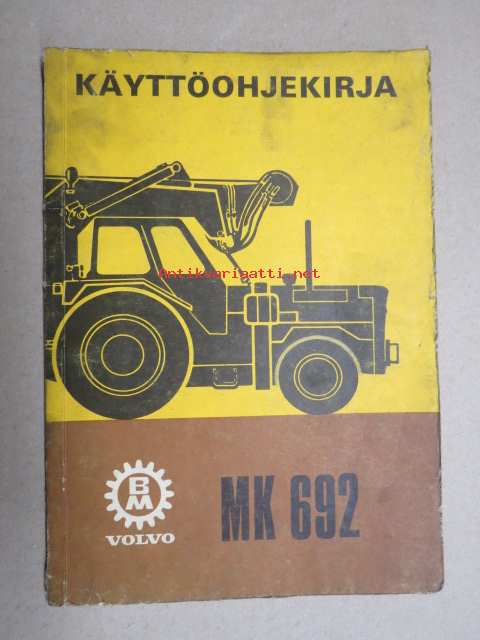 KÄYTTÖOHJEKIRJA
Antikvariaatti.net
BM
VOLVO
MK 692